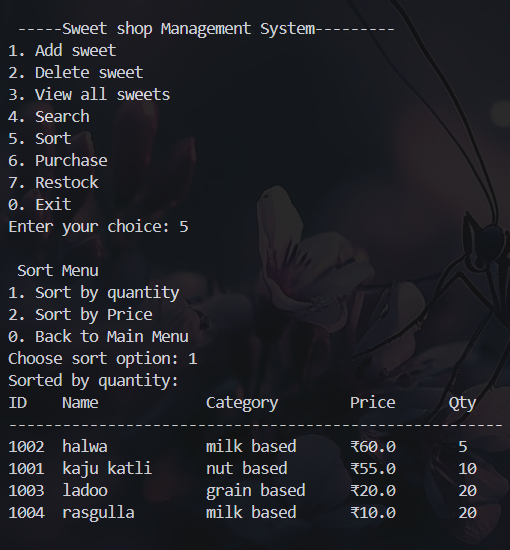 -----Sweet shop Management System---------
1. Add sweet
2. Delete sweet
3. View all sweets
4. Search
5. Sort
6. Purchase
7. Restock
0. Exit
Enter your choice: 5
Sort Menu
1. Sort by quantity
2. Sort by Price
0. Back to Main Menu
Choose sort option: 1
Sorted by quantity:
ID    Name            Category        Price      Qty
-------------------------------------------------------
1002  halwa           milk based      ₹60.0       5
1001  kaju katli      nut based       ₹55.0       10
1003  ladoo           grain based     ₹20.0       20
1004  rasgulla        milk based      ₹10.0       20